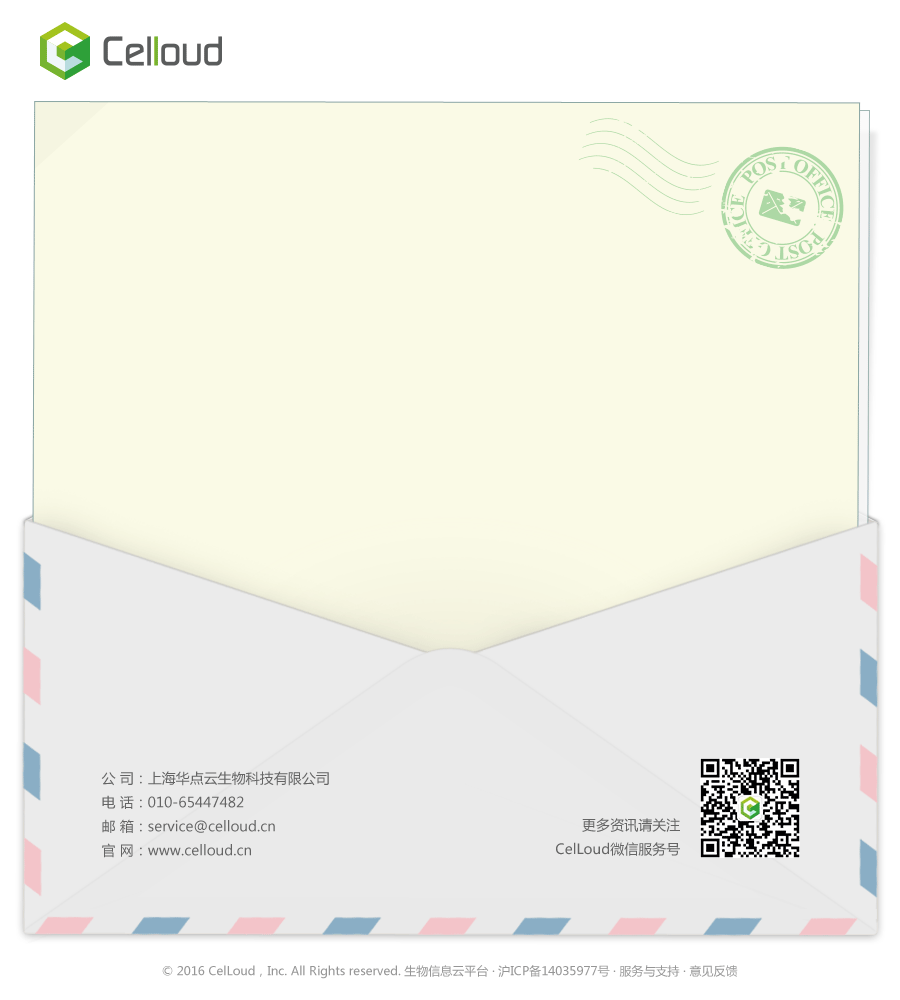 Celloud
POST OFFICE
POST OFFICE
公 司：上海华点云生物科技有限公司
电 话：010-65447482
邮 箱：service@celloud.cn
官 网：www.celloud.cn
更多资讯请关注
CelLoud微信服务号
© 2016 CelLoud , Inc. All Rights reserved. 生物信息云平台 · 沪ICP备14035977号 · 服务与支持 · 意见反馈